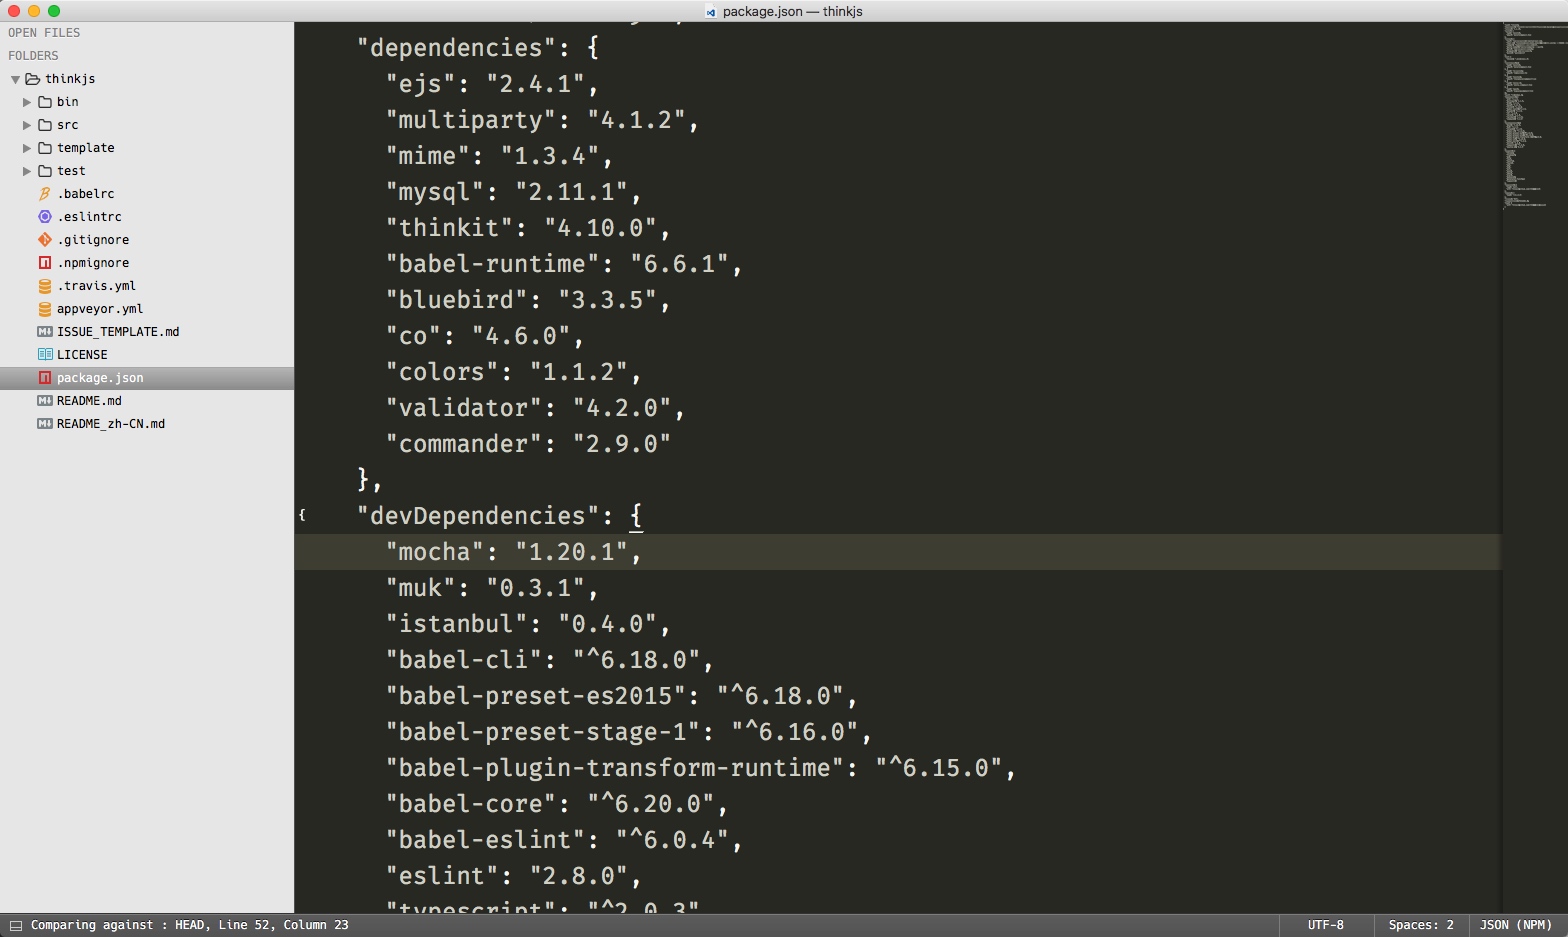 package.json — thinkjs
OPEN FILES
FOLDERS
thinkjs
bin
src
template
test
.babelrc
.eslintrc
.gitignore
.npmignore
.travis.yml
appveyor.yml
ISSUE_TEMPLATE.md
LICENSE
package.json
README.md
README_zh-CN.md
"dependencies": {
"ejs": "2.4.1",
"multiparty": "4.1.2",
"mime": "1.3.4",
"mysql": "2.11.1",
"thinkit": "4.10.0",
"babel-runtime": "6.6.1",
"bluebird": "3.3.5",
"co": "4.6.0",
"colors": "1.1.2",
"validator": "4.2.0",
"commander": "2.9.0"
},
{ "devDependencies": {
"mocha": "1.20.1",
"muk": "0.3.1",
"istanbul": "0.4.0",
"babel-cli": "^6.18.0",
"babel-preset-es2015": "^6.18.0",
"babel-preset-stage-1": "^6.16.0",
"babel-plugin-transform-runtime": "^6.15.0",
"babel-core": "^6.20.0",
"babel-eslint": "^6.0.4",
"eslint": "2.8.0",
"typescript": "^2.0.3"
Comparing against : HEAD, Line 52, Column 23
UTF-8
Spaces: 2
JSON (NPM)